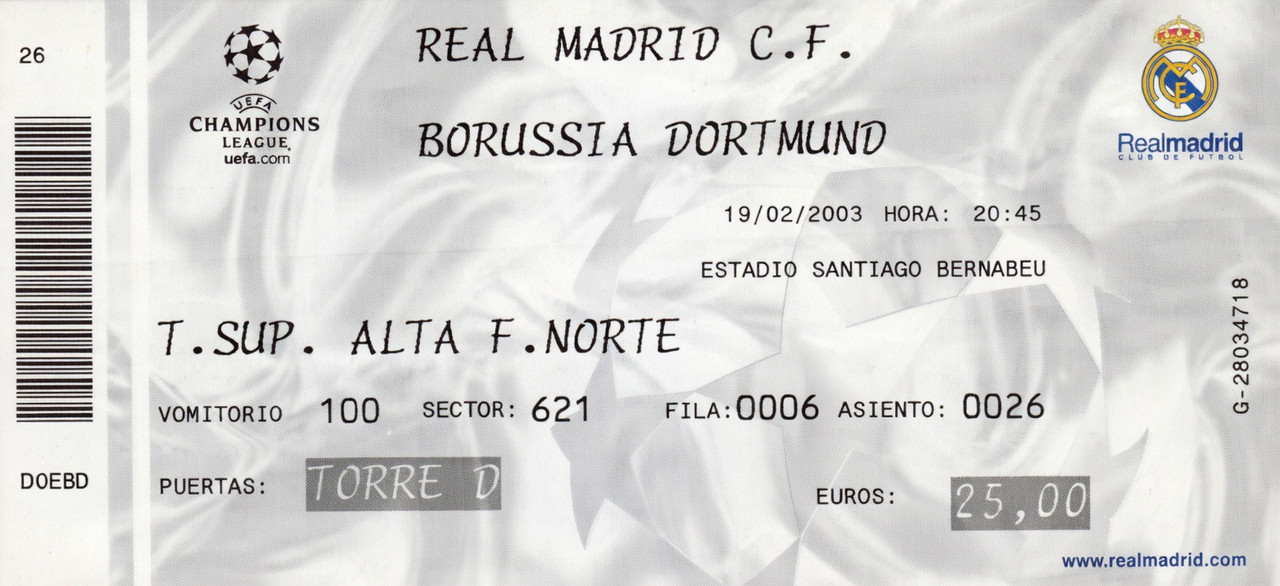 26
UEFA
CHAMPIONS
LEAGUE
uefa.com
REAL MADRID C.F.
BORUSSIA DORTMUND
Realmadrid
CLUB DE FUTBOL
19/02/2003 HORA: 20:45
ESTADIO SANTIAGO BERNABEU
T.SUP. ALTA F.NORTE
VOMITORIO 100 SECTOR: 621 FILA:0006 ASIENTO: 0026
G-28034718
DOEBD
PUERTAS: TORRE D
EUROS: 25,00
www.realmadrid.com